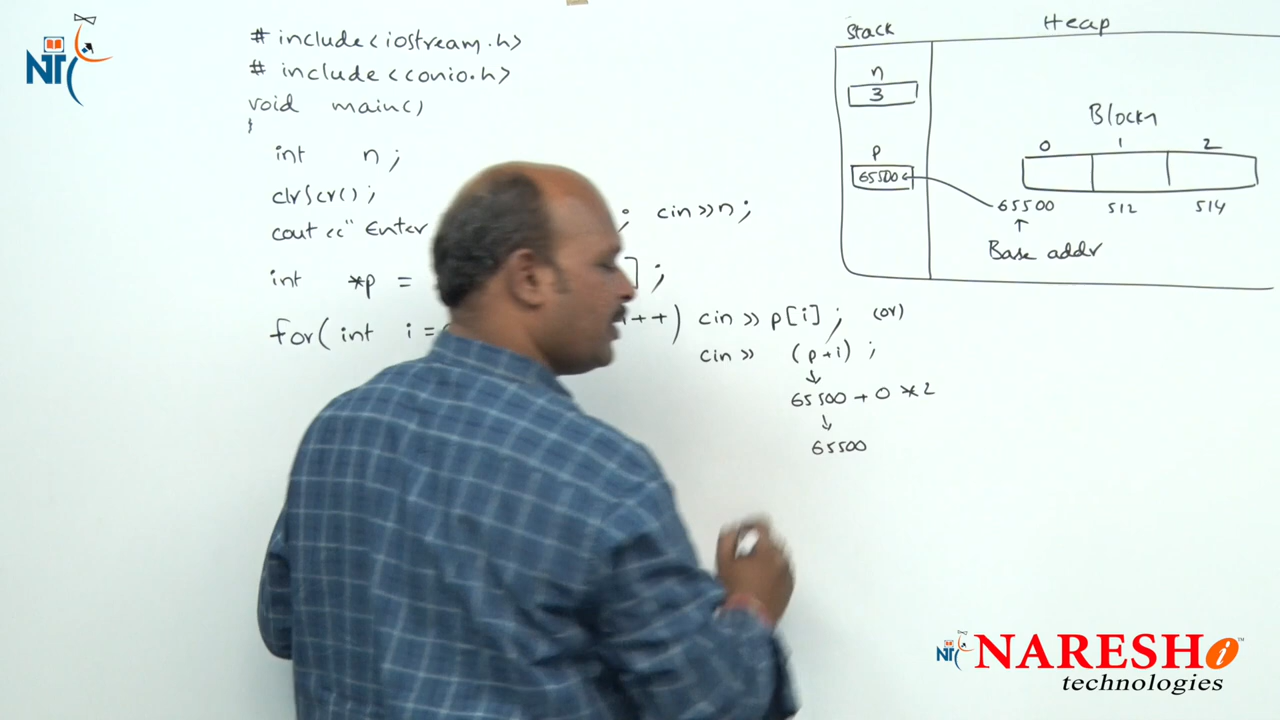 NTi
# include<iostream.h>
# include<conio.h>
void main()
{
int n;
clrscr();
cout<<" Enter ; cin>>n;
int *p = ];
for(int i= i++) cin>> p[i]; (or)
cin>> (p+i);
↓
65500 + 0 *2
↓
65500
Stack Heap
n
3
Block
0 1 2
p
65500
65500 512 514
↑
Base addr
NARESH i
technologies